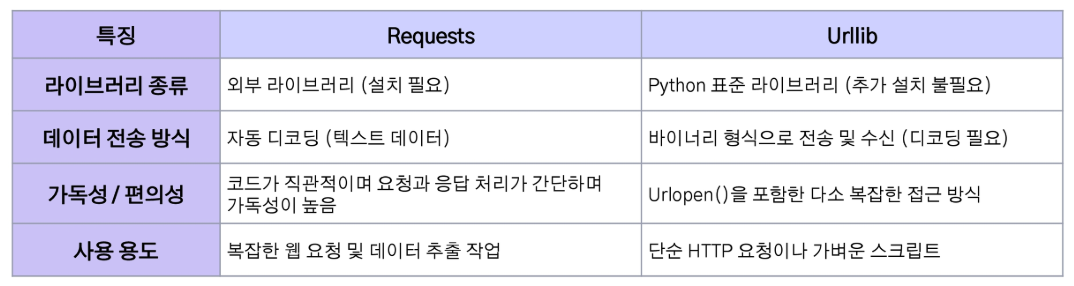 특징 Requests Urllib
라이브러리 종류 외부 라이브러리 (설치 필요) Python 표준 라이브러리 (추가 설치 불필요)
데이터 전송 방식 자동 디코딩 (텍스트 데이터) 바이너리 형식으로 전송 및 수신 (디코딩 필요)
가독성 / 편의성 코드가 직관적이며 요청과 응답 처리가 간단하며
가독성이 높음 Urlopen()을 포함한 다소 복잡한 접근 방식
사용 용도 복잡한 웹 요청 및 데이터 추출 작업 단순 HTTP 요청이나 가벼운 스크립트